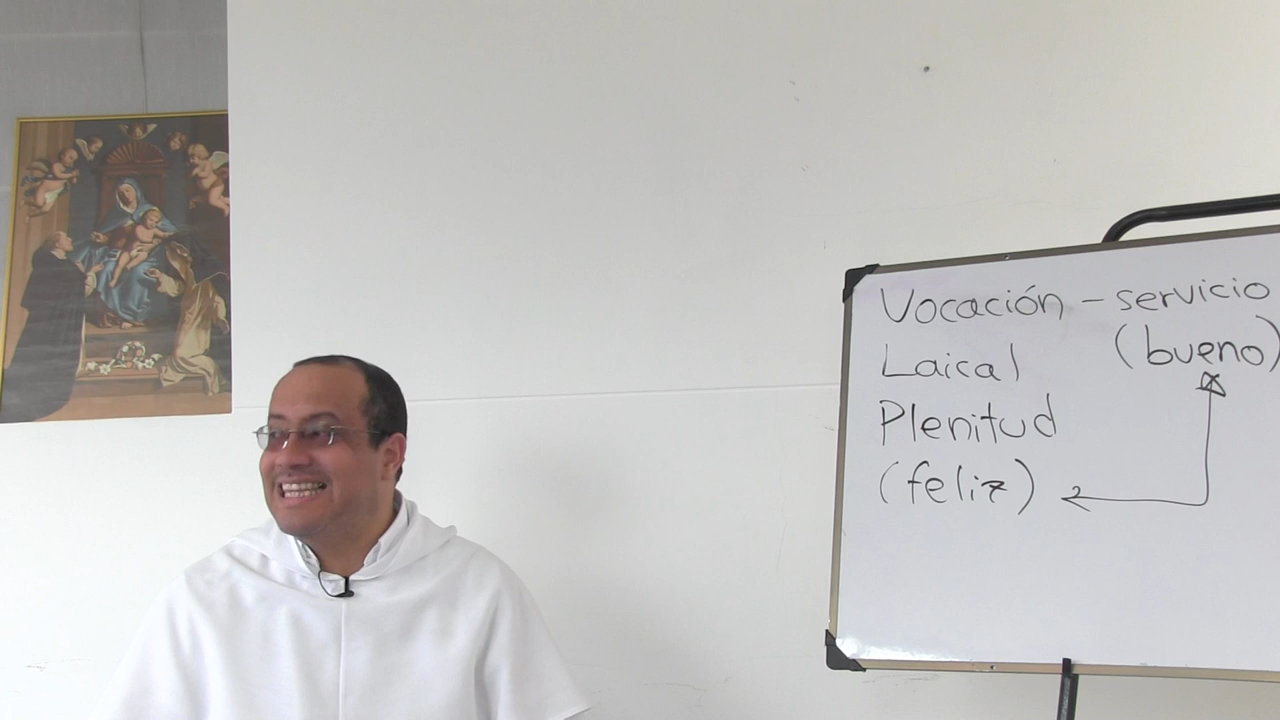 Vocación - servicio
(bueno)
Laical
Plenitud
(feliz)